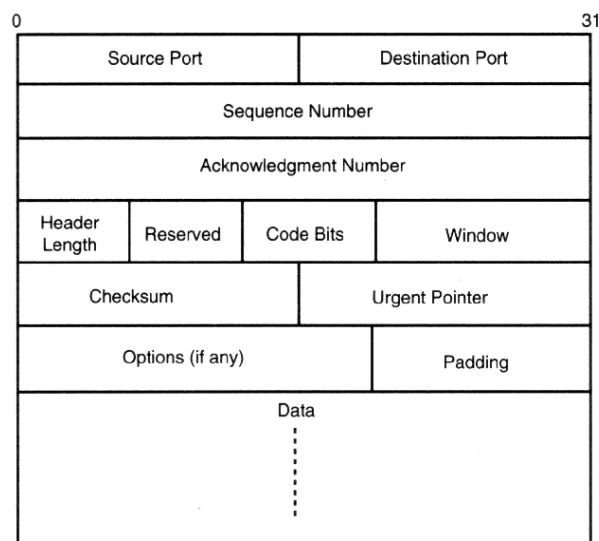 0 31
Source Port Destination Port
Sequence Number
Acknowledgment Number
Header Length Reserved Code Bits Window
Checksum Urgent Pointer
Options (if any) Padding
Data